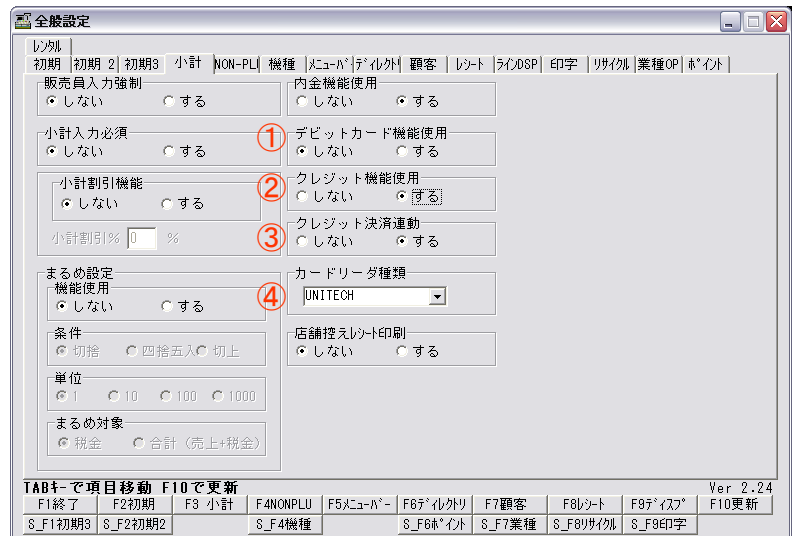 全般設定
ﾚﾝﾀﾙ
初期 初期 2 初期3 小計 NON-PLU 機種 ﾒﾆｭｰﾊﾞ ﾃﾞｨﾚｸﾄﾘ 顧客 ﾚｼｰﾄ ﾗｲﾝDSP 印字 ﾘｻｲｸﾙ 業種OP ﾎﾟｲﾝﾄ
販売員入力強制
しない する
小計入力必須
しない する
小計割引機能
しない する
小計割引% 0 %
まるめ設定
機能使用
しない する
条件
切捨 四捨五入 切上
単位
1 10 100 1000
まるめ対象
税金 合計 (売上+税金)
内金機能使用
しない する
① デビットカード機能使用
しない する
② クレジット機能使用
しない する
③ クレジット決済連動
しない する
カードリーダ種類
④ UNITECH
店舗控えﾚｼｰﾄ印刷
しない する
TABｷｰで項目移動 F10で更新 Ver 2.24
F1終了 F2初期 F3 小計 F4NONPLU F5ﾒﾆｭｰﾊﾞｰ F6ﾃﾞｨﾚｸﾄﾘ F7顧客 F8ﾚｼｰﾄ F9ﾃﾞｨｽﾌﾟ F10更新
S_F1初期3 S_F2初期2 S_F4機種 S_F6ﾎﾟｲﾝﾄ S_F7業種 S_F8ﾘｻｲｸﾙ S_F9印字